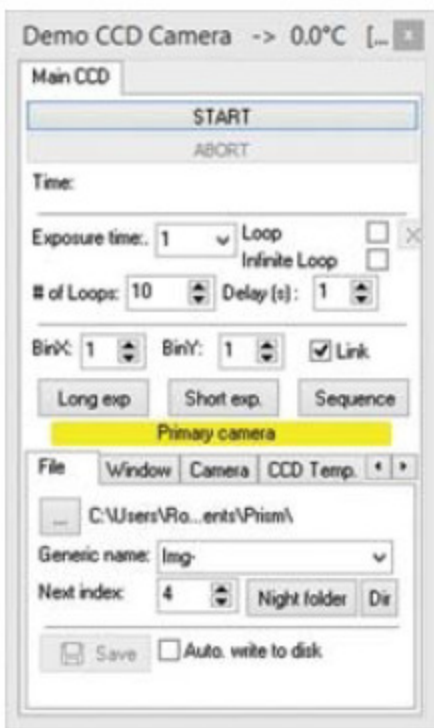 Demo CCD Camera -> 0.0°C [...
Main CCD
START
ABORT
Time:
Exposure time:. 1 Loop
Infinite Loop
# of Loops: 10 Delay (s): 1
BinX: 1 BinY: 1 Link
Long exp Short exp. Sequence
Primary camera
File Window Camera CCD Temp.
... C:\Users\Ro...ents\Prism\
Generic name: Img-
Next index: 4 Night folder Dir
Save Auto. write to disk